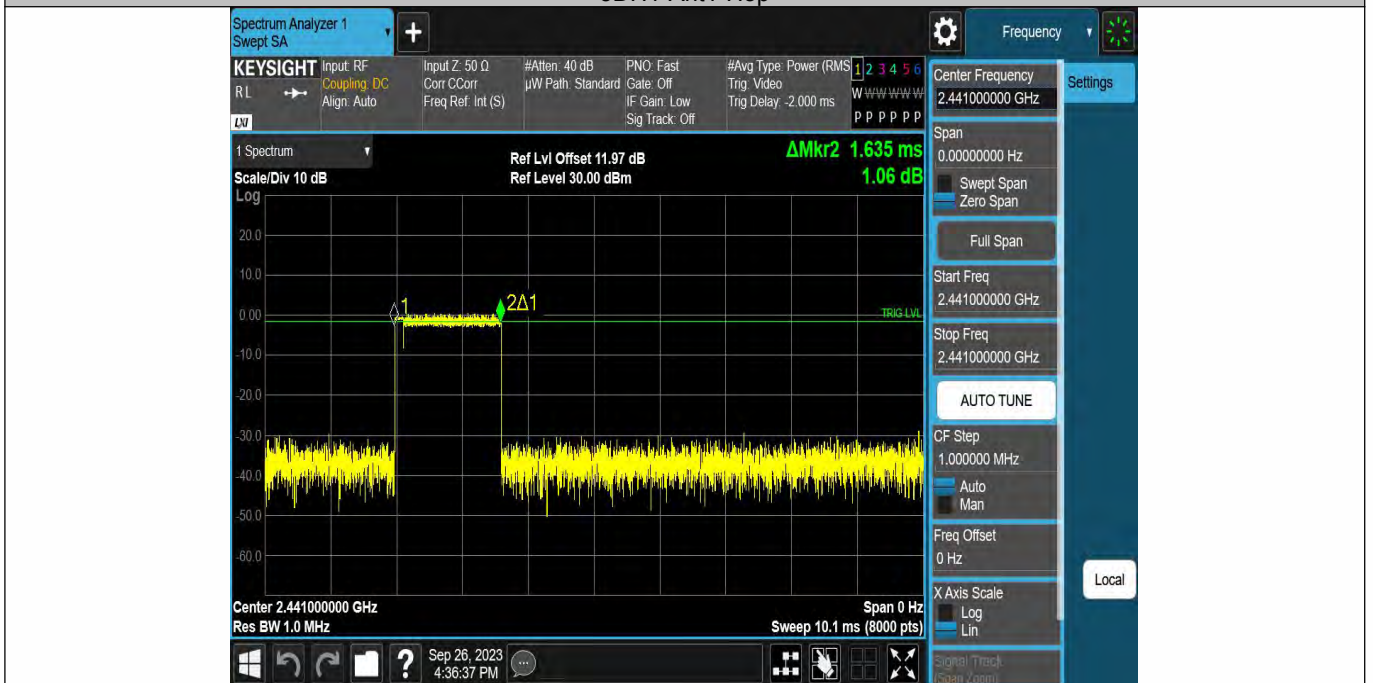 Spectrum Analyzer 1
Swept SA
Frequency
KEYSIGHT
RL
LXI
Input: RF
Coupling: DC
Align: Auto
Input Z: 50 Ω
Corr CCorr
Freq Ref: Int (S)
#Atten: 40 dB
µW Path: Standard
PNO: Fast
Gate: Off
IF Gain: Low
Sig Track: Off
#Avg Type: Power (RMS
Trig: Video
Trig Delay: -2.000 ms
1 2 3 4 5 6
W W W W W W
P P P P P P
1 Spectrum
Scale/Div 10 dB
Log
Ref Lvl Offset 11.97 dB
Ref Level 30.00 dBm
ΔMkr2 1.635 ms
1.06 dB
20.0
10.0
0.00
-10.0
-20.0
-30.0
-40.0
-50.0
-60.0
1
2Δ1
TRIG LVL
Center 2.441000000 GHz
Res BW 1.0 MHz
Span 0 Hz
Sweep 10.1 ms (8000 pts)
Sep 26, 2023
4:36:37 PM
Center Frequency
2.441000000 GHz
Settings
Span
0.00000000 Hz
Swept Span
Zero Span
Full Span
Start Freq
2.441000000 GHz
Stop Freq
2.441000000 GHz
AUTO TUNE
CF Step
1.000000 MHz
Auto
Man
Freq Offset
0 Hz
X Axis Scale
Log
Lin
Signal Track
(Span Zoom)
Local